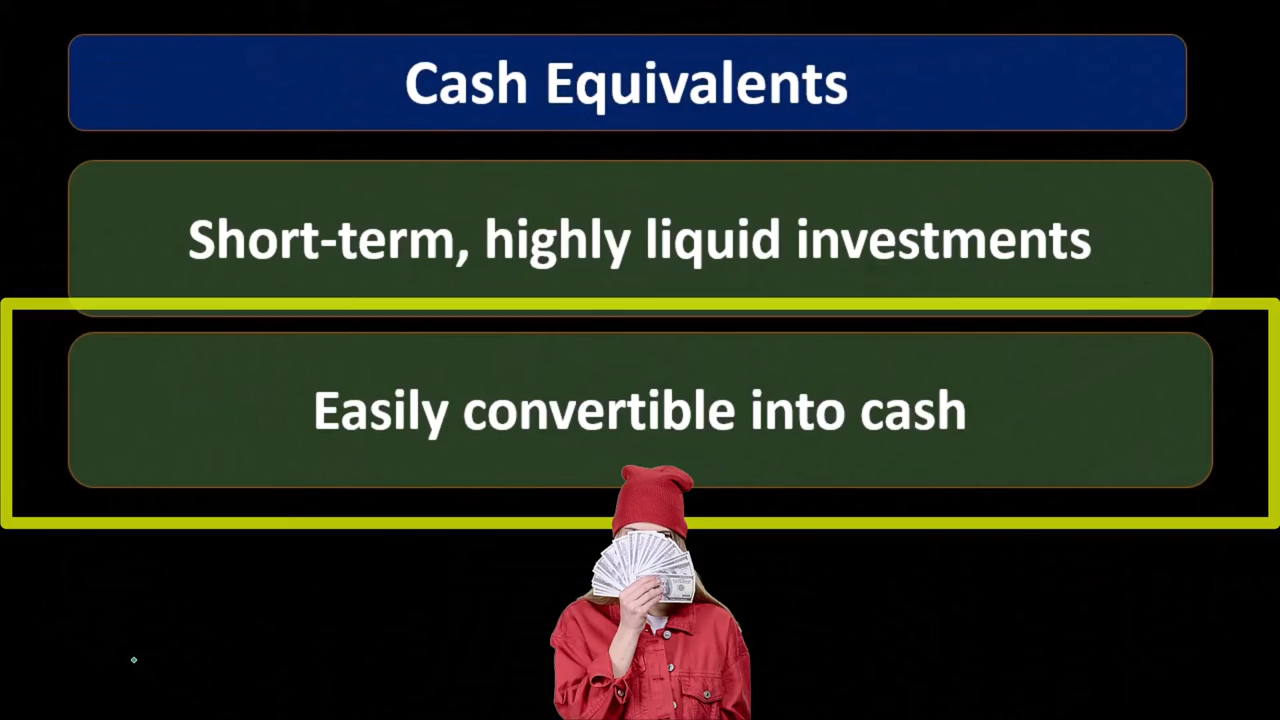 Cash Equivalents
Short-term, highly liquid investments
Easily convertible into cash